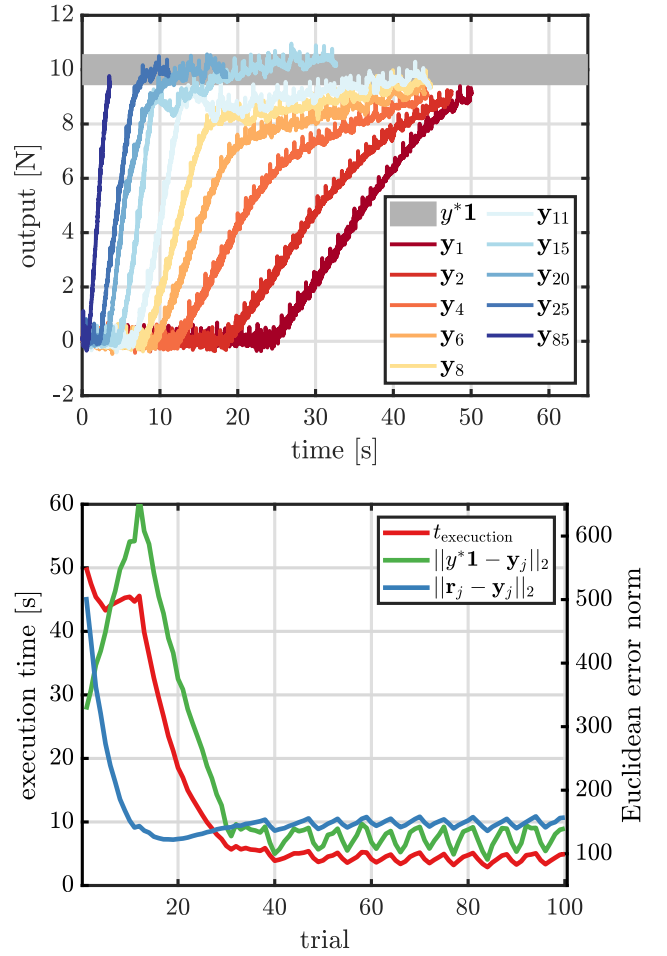 12
10
8
6
4
2
0
-2
output [N]
y*1
y1
y2
y4
y6
y8
y11
y15
y20
y25
y85
0 10 20 30 40 50 60
time [s]
60
50
40
30
20
10
0
execution time [s]
texecuction
||y*1 − yj||2
||rj − yj||2
600
500
400
300
200
100
Euclidean error norm
20 40 60 80 100
trial